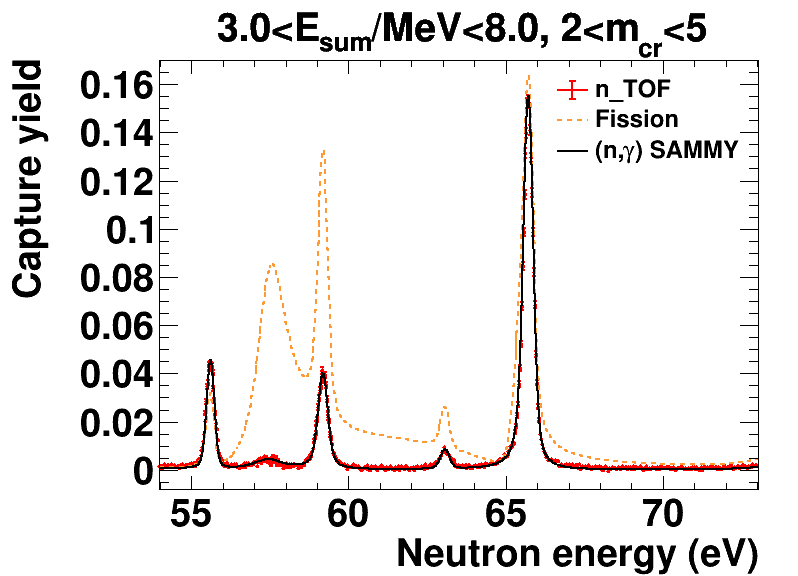 3.0<E_sum/MeV<8.0, 2<m_cr<5
Capture yield
0.16
0.14
0.12
0.1
0.08
0.06
0.04
0.02
0
n_TOF
Fission
(n,γ) SAMMY
55 60 65 70
Neutron energy (eV)